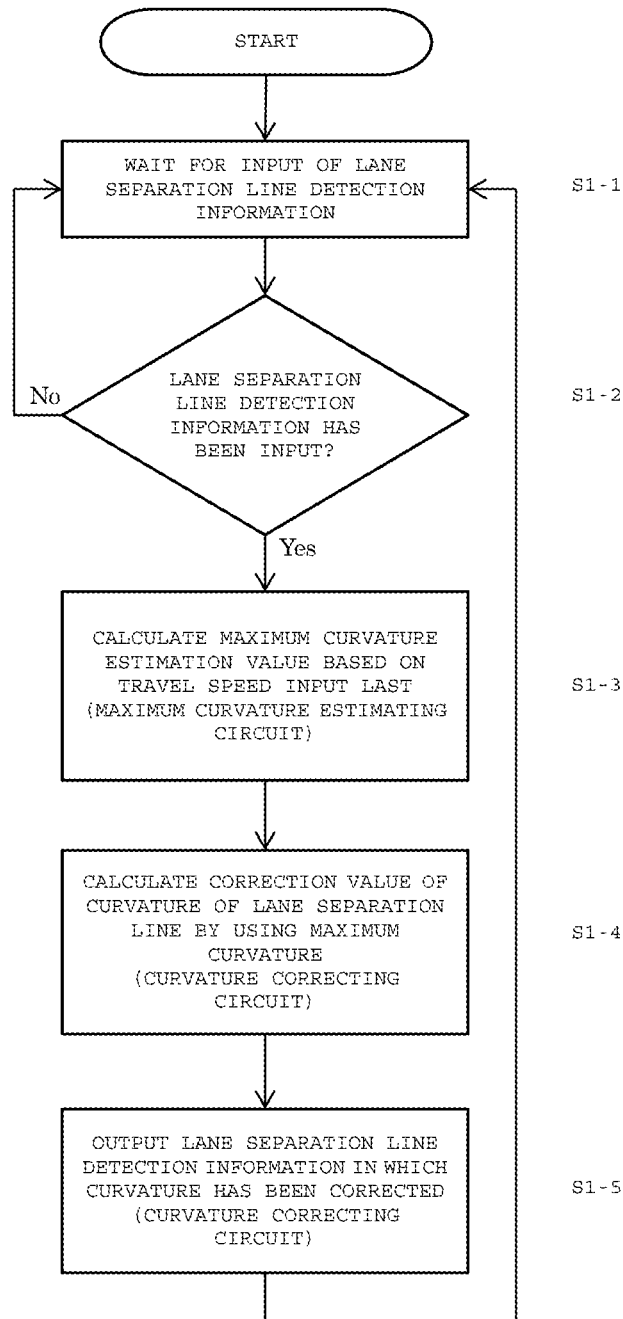 START
WAIT FOR INPUT OF LANE
SEPARATION LINE DETECTION
INFORMATION
S1-1
LANE SEPARATION
LINE DETECTION
INFORMATION HAS
BEEN INPUT?
S1-2
No
Yes
CALCULATE MAXIMUM CURVATURE
ESTIMATION VALUE BASED ON
TRAVEL SPEED INPUT LAST
(MAXIMUM CURVATURE ESTIMATING
CIRCUIT)
S1-3
CALCULATE CORRECTION VALUE OF
CURVATURE OF LANE SEPARATION
LINE BY USING MAXIMUM
CURVATURE
(CURVATURE CORRECTING
CIRCUIT)
S1-4
OUTPUT LANE SEPARATION LINE
DETECTION INFORMATION IN WHICH
CURVATURE HAS BEEN CORRECTED
(CURVATURE CORRECTING
CIRCUIT)
S1-5